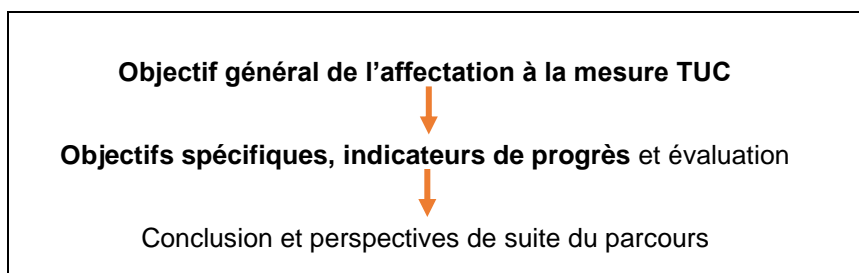 Objectif général de l’affectation à la mesure TUC
Objectifs spécifiques, indicateurs de progrès et évaluation
Conclusion et perspectives de suite du parcours